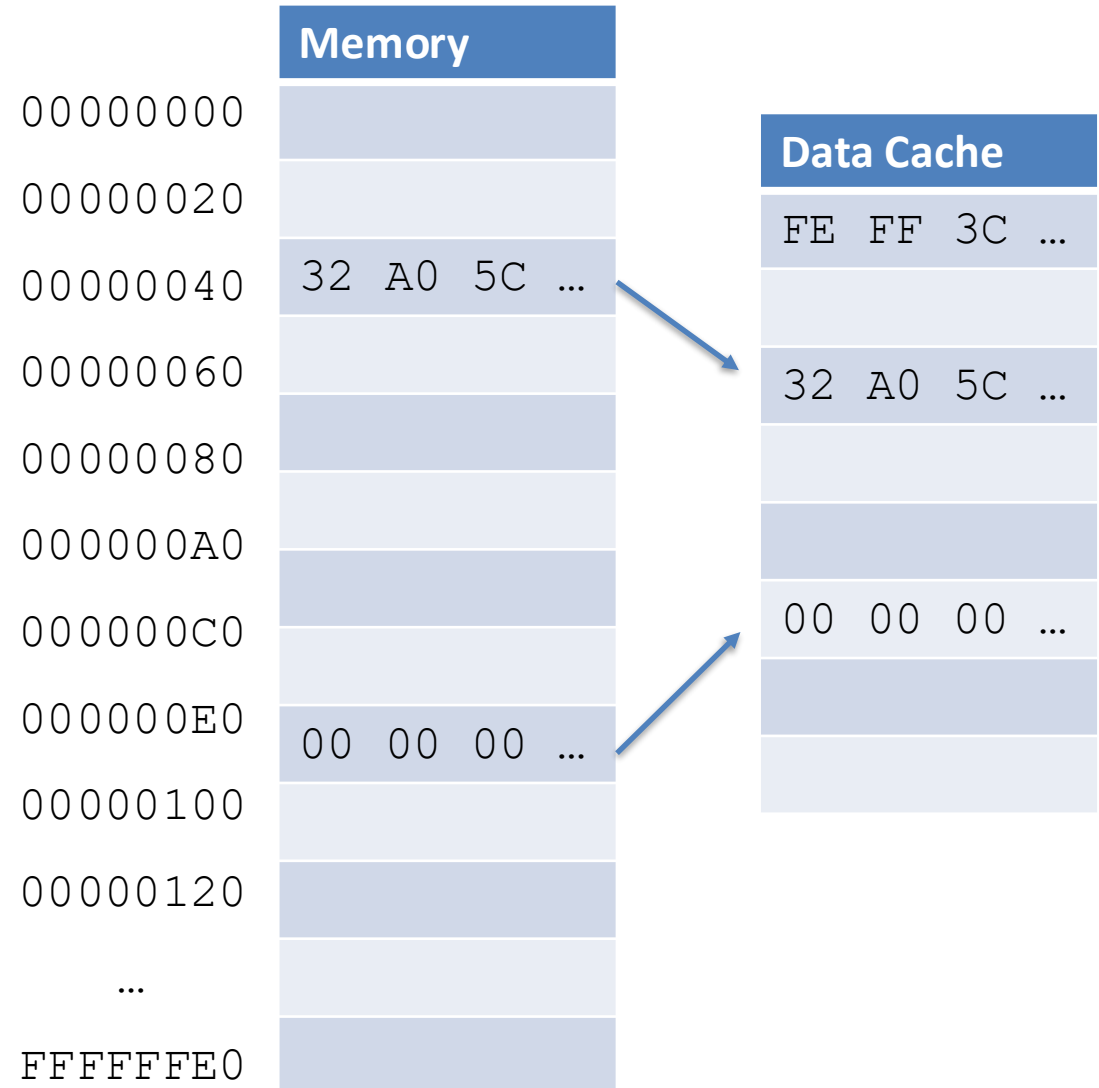 Memory
00000000
00000020
00000040 32 A0 5C …
00000060
00000080
000000A0
000000C0
000000E0 00 00 00 …
00000100
00000120
…
FFFFFFE0
Data Cache
FE FF 3C …
32 A0 5C …
00 00 00 …